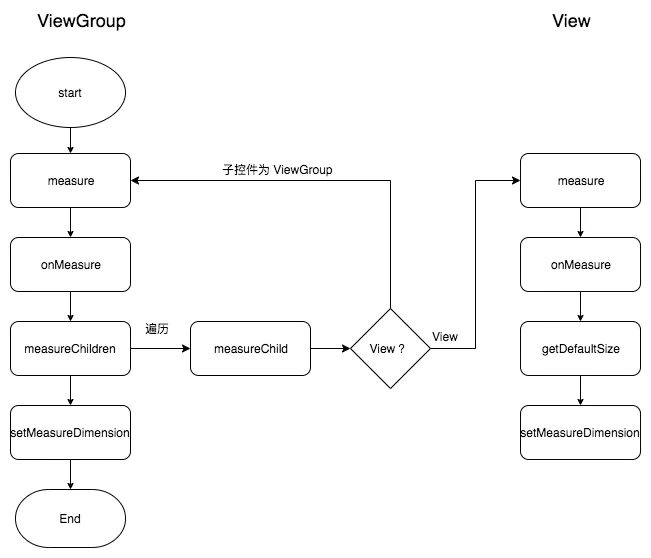 ViewGroup
View
start
measure
子控件为 ViewGroup
measure
onMeasure
onMeasure
measureChildren
遍历
measureChild
View ?
View
getDefaultSize
setMeasureDimension
setMeasureDimension
End